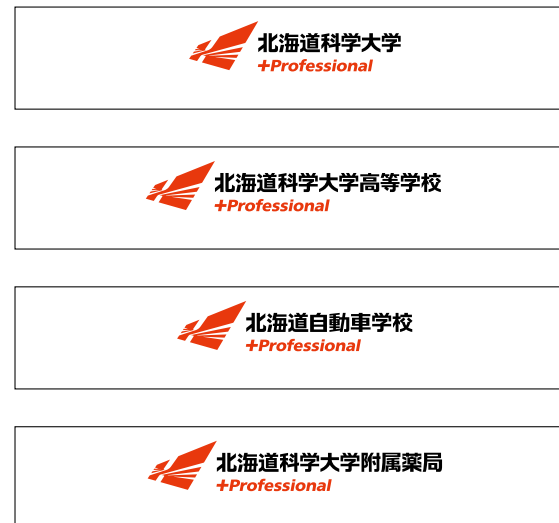 北海道科学大学
+Professional
北海道科学大学高等学校
+Professional
北海道自動車学校
+Professional
北海道科学大学附属薬局
+Professional